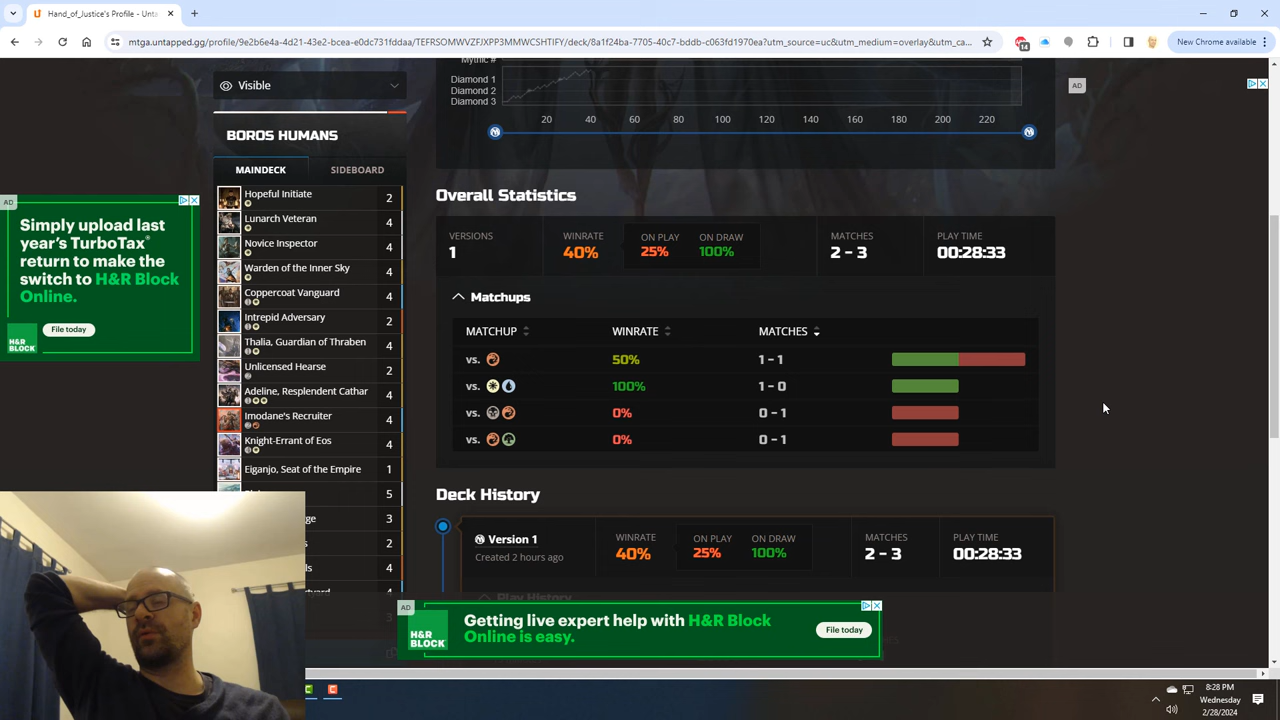 Hand_of_Justice's Profile - Unta
mtga.untapped.gg/profile/9e2b6e4a-4d21-43e2-bcea-e0dc731fddaa/TEFRSOMWVZFJXPP3MMWCSHTIFY/deck/8a1f24ba-7705-40c7-bddb-c063fd1970ea?utm_source=uc&utm_medium=overlay&utm_ca...
14
New Chrome available
Visible
Mythic #
Diamond 1
Diamond 2
Diamond 3
20 40 60 80 100 120 140 160 180 200 220
AD
BOROS HUMANS
MAINDECK SIDEBOARD
Hopeful Initiate 2
Lunarch Veteran 4
Novice Inspector 4
Warden of the Inner Sky 4
Coppercoat Vanguard 4
Intrepid Adversary 2
Thalia, Guardian of Thraben 4
Unlicensed Hearse 2
Adeline, Resplendent Cathar 4
Imodane's Recruiter 4
Knight-Errant of Eos 4
Eiganjo, Seat of the Empire 1
5
3
2
4
4
3
AD
Simply upload last
year's TurboTax®
return to make the
switch to H&R Block
Online.
H&R
BLOCK
File today
Overall Statistics
VERSIONS WINRATE ON PLAY ON DRAW MATCHES PLAY TIME
1 40% 25% 100% 2 – 3 00:28:33
Matchups
MATCHUP WINRATE MATCHES
vs. 50% 1 – 1
vs. 100% 1 – 0
vs. 0% 0 – 1
vs. 0% 0 – 1
Deck History
Version 1
Created 2 hours ago
WINRATE ON PLAY ON DRAW MATCHES PLAY TIME
40% 25% 100% 2 – 3 00:28:33
Play History
AD
H&R
BLOCK
Getting live expert help with H&R Block
Online is easy.
File today
8:28 PM
Wednesday
2/28/2024